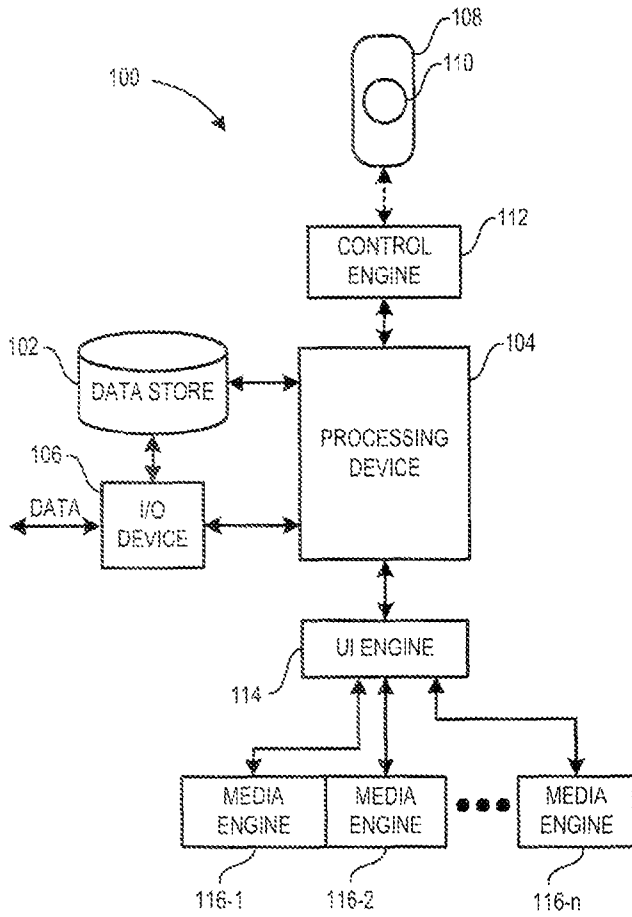 108
110
100
CONTROL
ENGINE
112
102
DATA STORE
104
PROCESSING
DEVICE
106
DATA
I/O
DEVICE
UI ENGINE
114
MEDIA
ENGINE
MEDIA
ENGINE
MEDIA
ENGINE
116-1
116-2
116-n